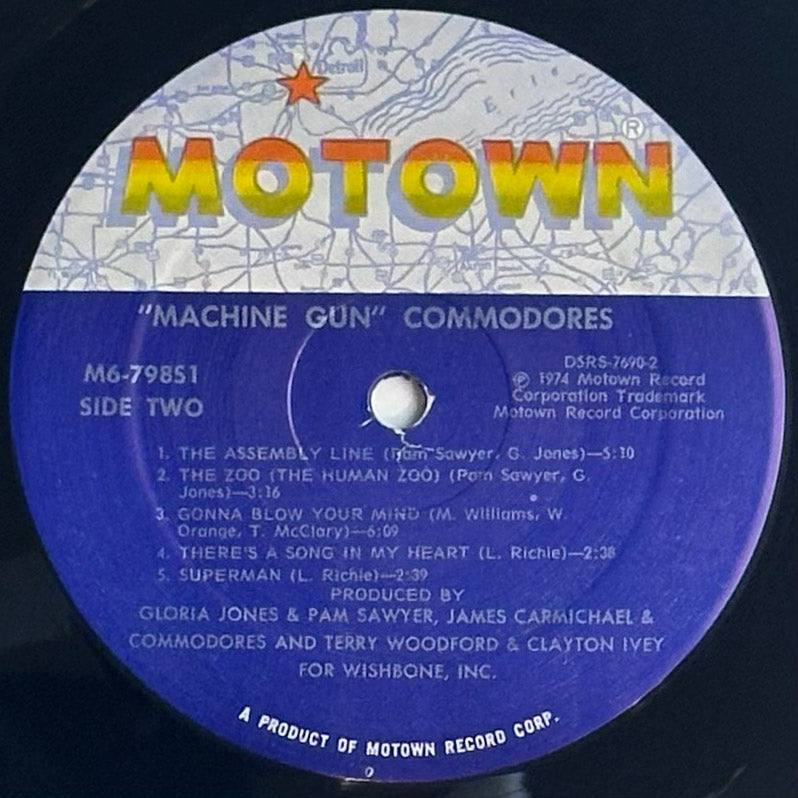 Detroit
Erie
MOTOWN®
"MACHINE GUN" COMMODORES
M6-798S1
SIDE TWO
DSRS-7690-2
℗ 1974 Motown Record
Corporation Trademark
Motown Record Corporation
1. THE ASSEMBLY LINE (Pam Sawyer, G. Jones)—5:10
2. THE ZOO (THE HUMAN ZOO) (Pam Sawyer, G.
Jones)—3:16
3. GONNA BLOW YOUR MIND (M. Williams, W.
Orange, T. McClary)—6:09
4. THERE'S A SONG IN MY HEART (L. Richie)—2:38
5. SUPERMAN (L. Richie)—2:39
PRODUCED BY
GLORIA JONES & PAM SAWYER, JAMES CARMICHAEL &
COMMODORES AND TERRY WOODFORD & CLAYTON IVEY
FOR WISHBONE, INC.
A PRODUCT OF MOTOWN RECORD CORP.
0